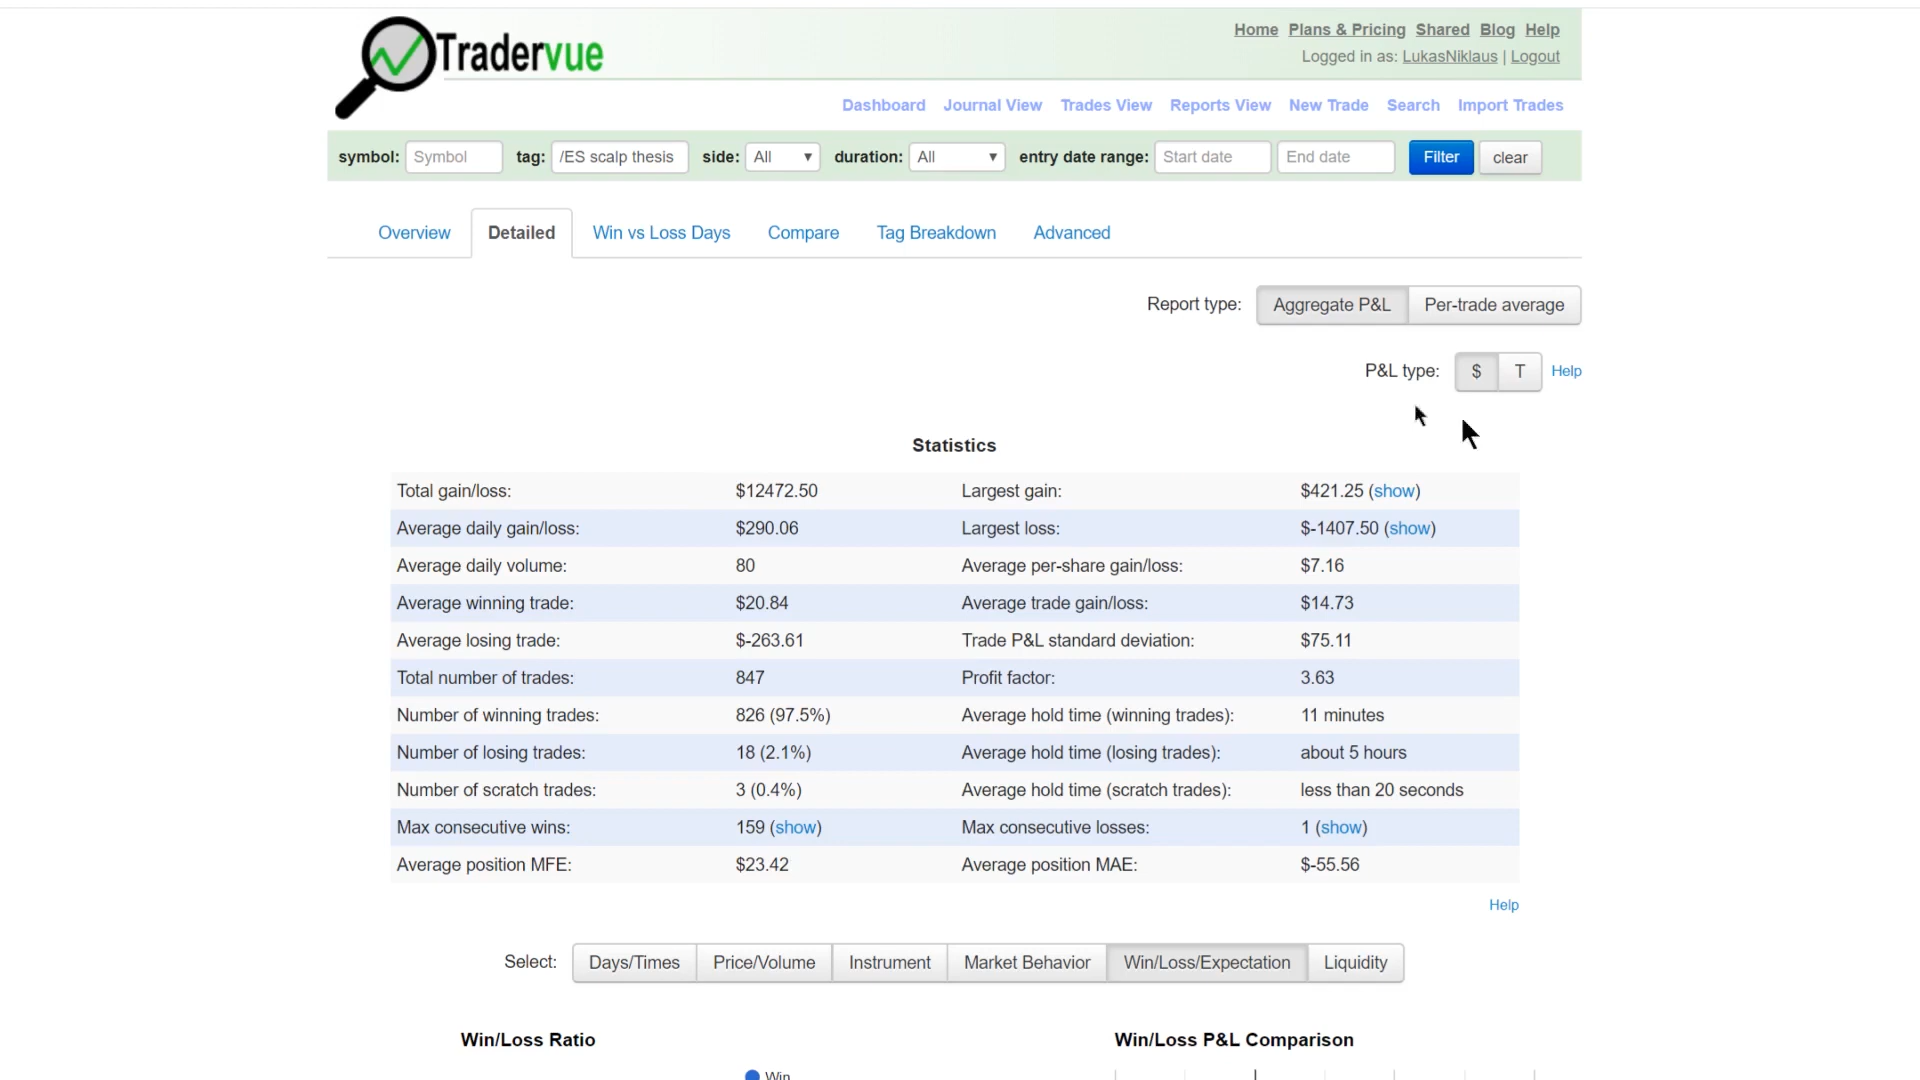 Tradervue
Home Plans & Pricing Shared Blog Help
Logged in as: LukasNiklaus | Logout
Dashboard Journal View Trades View Reports View New Trade Search Import Trades
symbol: Symbol tag: /ES scalp thesis side: All duration: All entry date range: Start date End date Filter clear
Overview Detailed Win vs Loss Days Compare Tag Breakdown Advanced
Report type: Aggregate P&L Per-trade average
P&L type: $ T Help
Statistics
Total gain/loss: $12472.50 Largest gain: $421.25 (show)
Average daily gain/loss: $290.06 Largest loss: $-1407.50 (show)
Average daily volume: 80 Average per-share gain/loss: $7.16
Average winning trade: $20.84 Average trade gain/loss: $14.73
Average losing trade: $-263.61 Trade P&L standard deviation: $75.11
Total number of trades: 847 Profit factor: 3.63
Number of winning trades: 826 (97.5%) Average hold time (winning trades): 11 minutes
Number of losing trades: 18 (2.1%) Average hold time (losing trades): about 5 hours
Number of scratch trades: 3 (0.4%) Average hold time (scratch trades): less than 20 seconds
Max consecutive wins: 159 (show) Max consecutive losses: 1 (show)
Average position MFE: $23.42 Average position MAE: $-55.56
Help
Select: Days/Times Price/Volume Instrument Market Behavior Win/Loss/Expectation Liquidity
Win/Loss Ratio Win/Loss P&L Comparison
Win